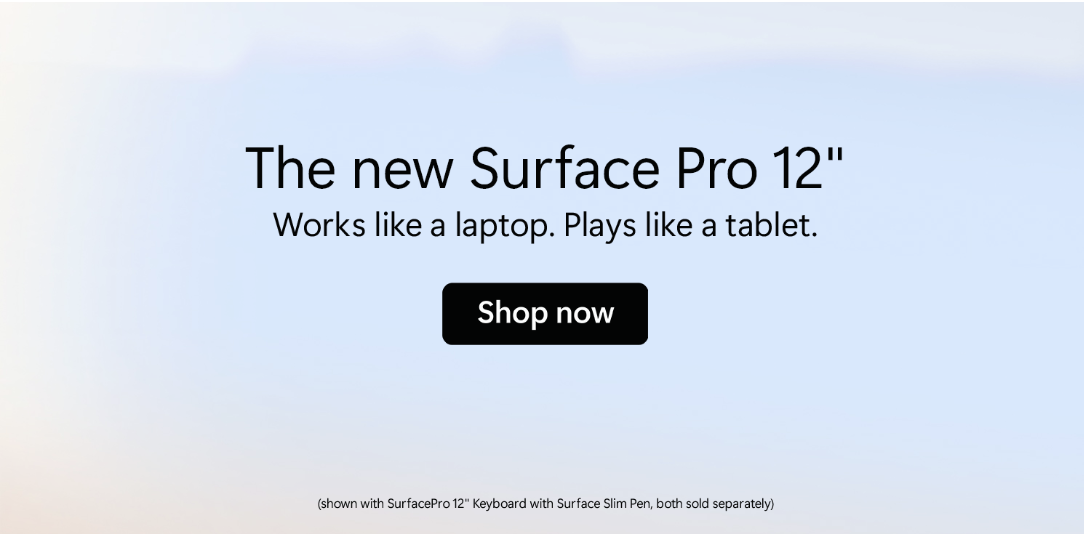 The new Surface Pro 12"
Works like a laptop. Plays like a tablet.
Shop now
(shown with SurfacePro 12" Keyboard with Surface Slim Pen, both sold separately)